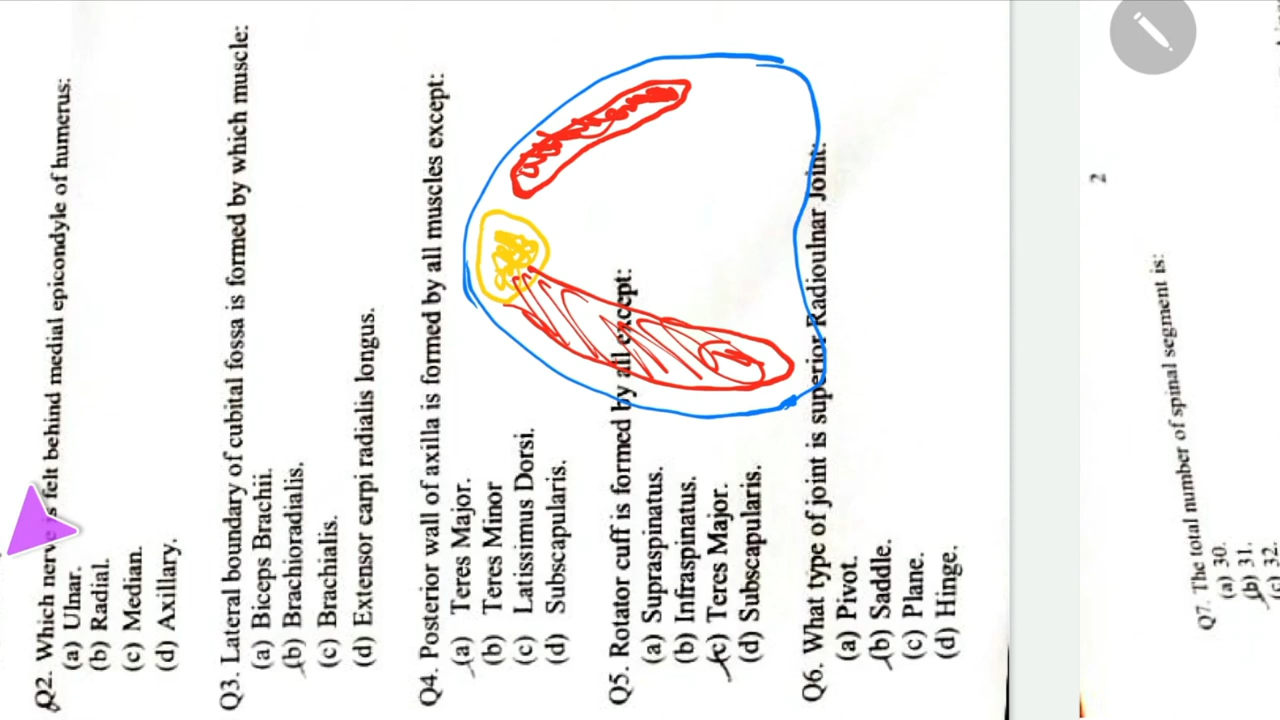 Q2. Which nerve is felt behind medial epicondyle of humerus:
(a) Ulnar.
(b) Radial.
(c) Median.
(d) Axillary.
Q3. Lateral boundary of cubital fossa is formed by which muscle:
(a) Biceps Brachii.
(b) Brachioradialis.
(c) Brachialis.
(d) Extensor carpi radialis longus.
Q4. Posterior wall of axilla is formed by all muscles except:
(a) Teres Major.
(b) Teres Minor
(c) Latissimus Dorsi.
(d) Subscapularis.
Q5. Rotator cuff is formed by all except:
(a) Supraspinatus.
(b) Infraspinatus.
(c) Teres Major.
(d) Subscapularis.
Q6. What type of joint is superior Radioulnar Joint:
(a) Pivot.
(b) Saddle.
(c) Plane.
(d) Hinge.
2
Q7. The total number of spinal segment is:
(a) 30.
(b) 31.
(c) 32.